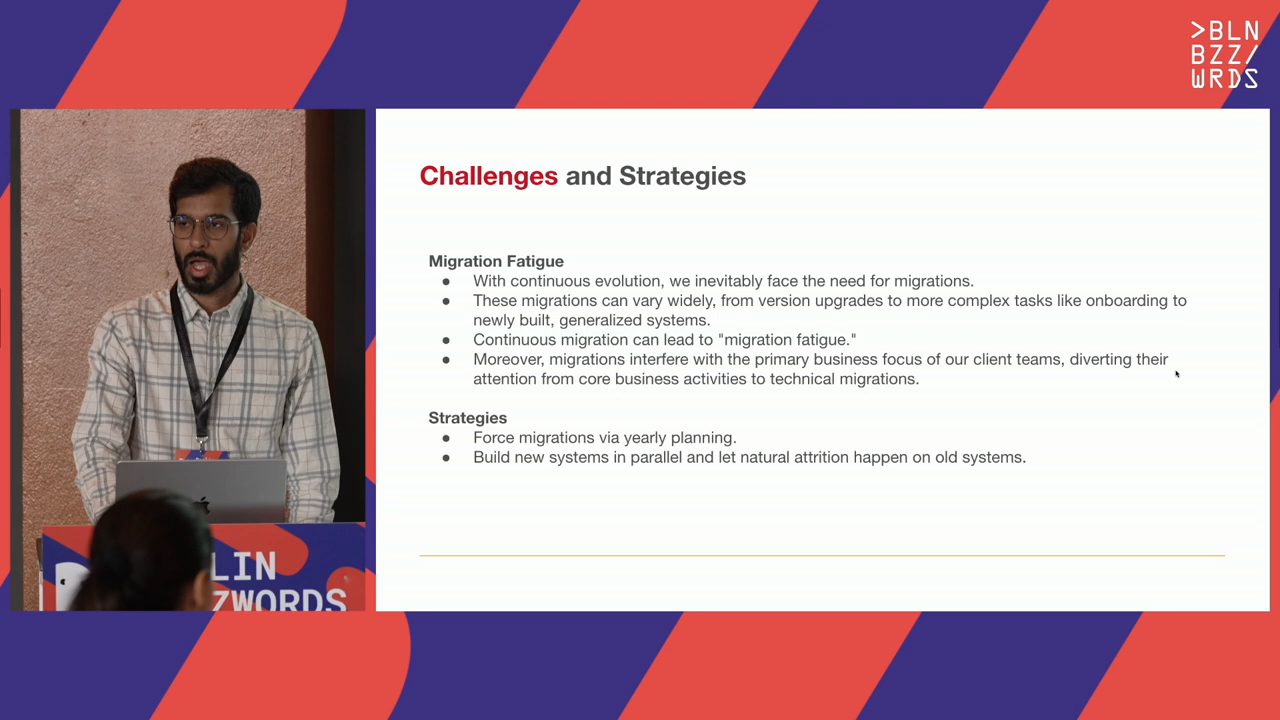 >BLN
BZZ/
WRDS
Challenges and Strategies
Migration Fatigue
● With continuous evolution, we inevitably face the need for migrations.
● These migrations can vary widely, from version upgrades to more complex tasks like onboarding to
newly built, generalized systems.
● Continuous migration can lead to "migration fatigue."
● Moreover, migrations interfere with the primary business focus of our client teams, diverting their
attention from core business activities to technical migrations.
Strategies
● Force migrations via yearly planning.
● Build new systems in parallel and let natural attrition happen on old systems.
LIN
ZWORDS